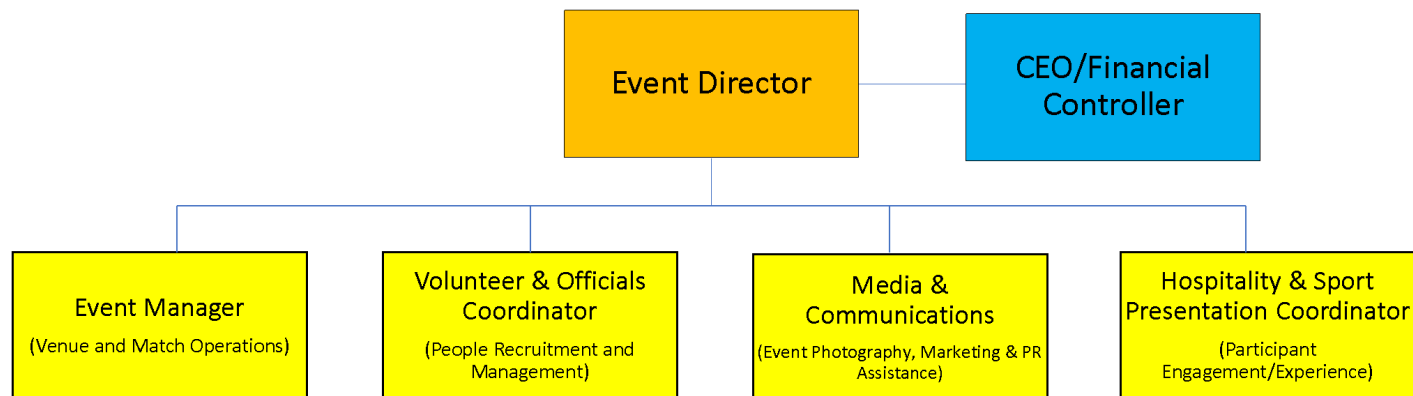 Event Director
CEO/Financial
Controller
Event Manager
(Venue and Match Operations)
Volunteer & Officials
Coordinator
(People Recruitment and
Management)
Media &
Communications
(Event Photography, Marketing & PR
Assistance)
Hospitality & Sport
Presentation Coordinator
(Participant
Engagement/Experience)